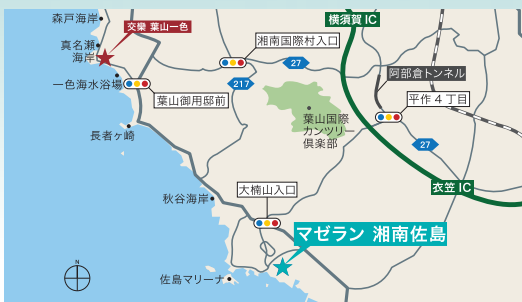 森戸海岸
交欒 葉山一色
真名瀬
海岸
一色海水浴場
葉山御用邸前
長者ヶ崎
湘南国際村入口
27
217
横須賀 IC
阿部倉トンネル
平作 4 丁目
27
葉山国際
カンツリー
倶楽部
衣笠 IC
秋谷海岸
大楠山入口
マゼラン 湘南佐島
佐島マリーナ
N